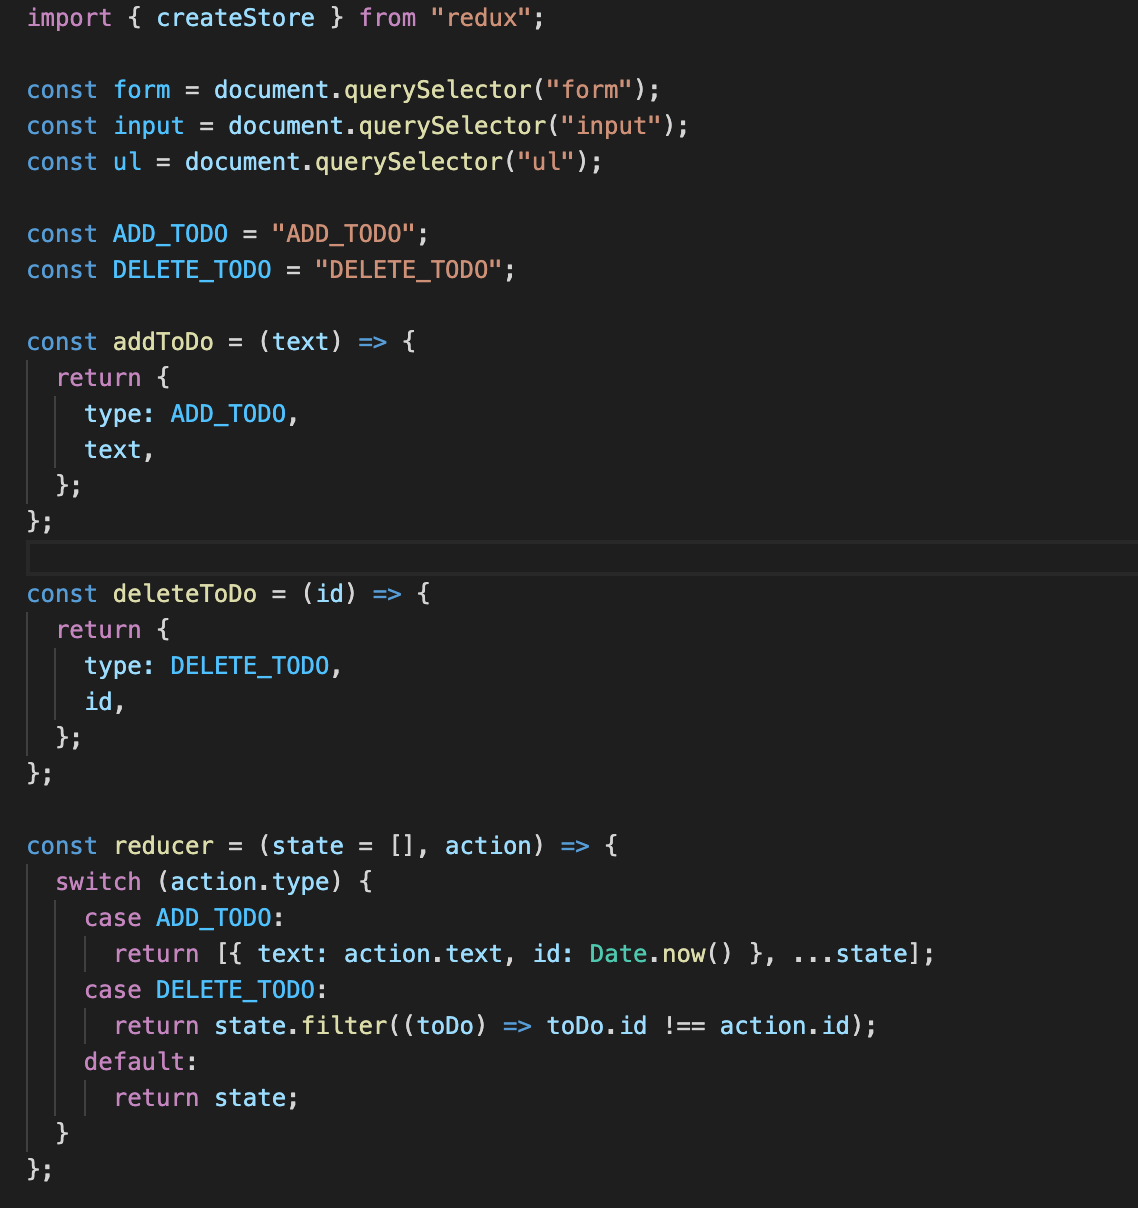 import { createStore } from "redux";
const form = document.querySelector("form");
const input = document.querySelector("input");
const ul = document.querySelector("ul");
const ADD_TODO = "ADD_TODO";
const DELETE_TODO = "DELETE_TODO";
const addToDo = (text) => {
return {
type: ADD_TODO,
text,
};
};
const deleteToDo = (id) => {
return {
type: DELETE_TODO,
id,
};
};
const reducer = (state = [], action) => {
switch (action.type) {
case ADD_TODO:
return [{ text: action.text, id: Date.now() }, ...state];
case DELETE_TODO:
return state.filter((toDo) => toDo.id !== action.id);
default:
return state;
}
};